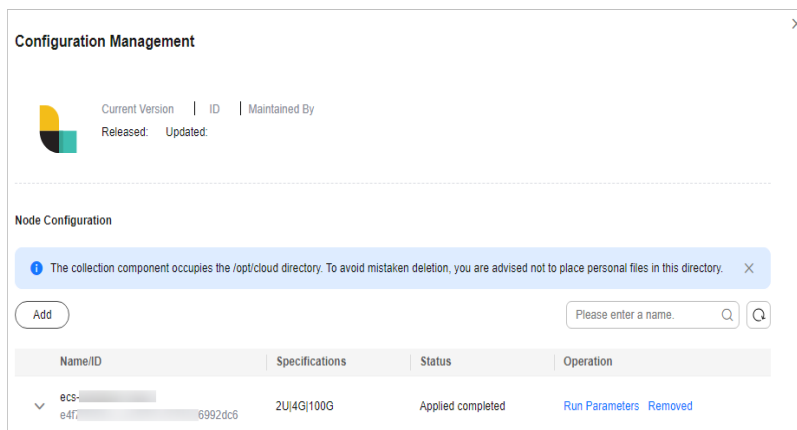 Configuration Management
Current Version | ID | Maintained By
Released: Updated:
Node Configuration
The collection component occupies the /opt/cloud directory. To avoid mistaken deletion, you are advised not to place personal files in this directory.
Add
Please enter a name.
Name/ID Specifications Status Operation
ecs-
2U|4G|100G Applied completed Run Parameters Removed
e4f 6992dc6